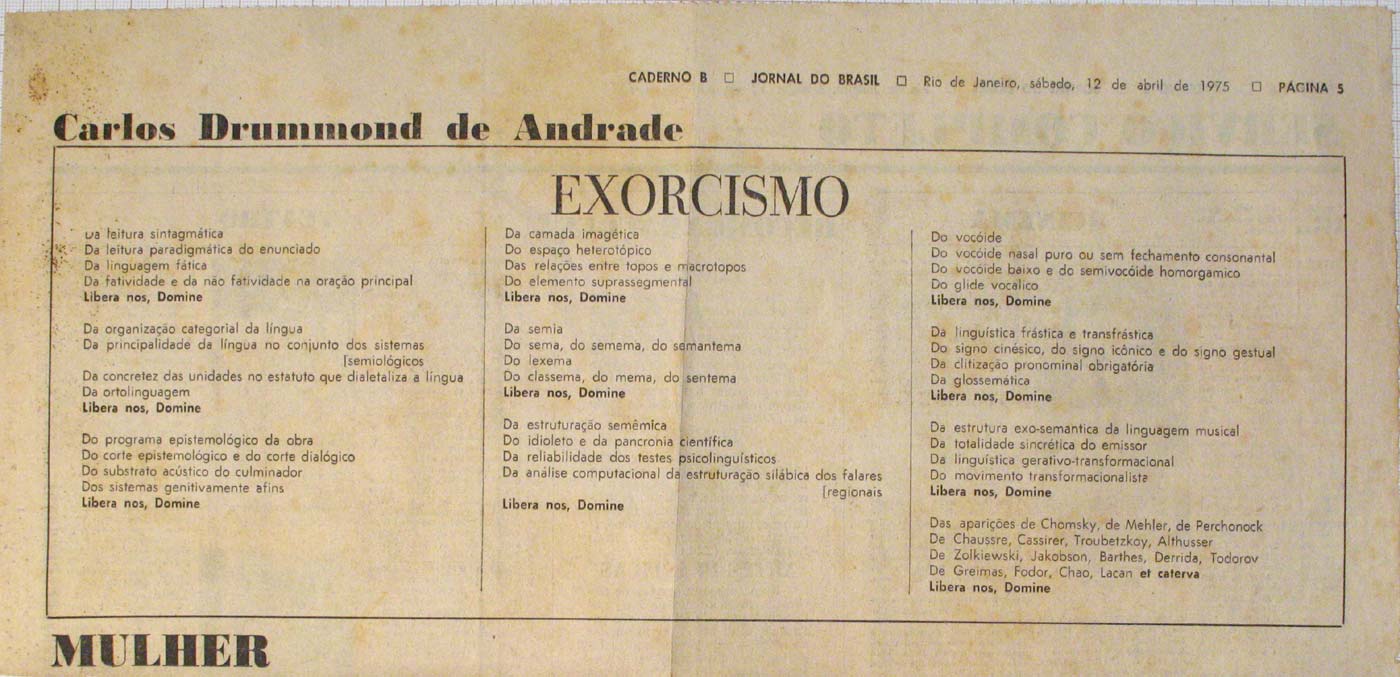 CADERNO B □ JORNAL DO BRASIL □ Rio de Janeiro, sábado, 12 de abril de 1975 □ PÁGINA 5
Carlos Drummond de Andrade
EXORCISMO
Da leitura sintagmática
Da leitura paradigmática do enunciado
Da linguagem fática
Da fatividade e da não fatividade na oração principal
Libera nos, Domine
Da organização categorial da língua
Da principalidade da língua no conjunto dos sistemas
[semiológicos
Da concretez das unidades no estatuto que dialetaliza a língua
Da ortolinguagem
Libera nos, Domine
Do programa epistemológico da obra
Do corte epistemológico e do corte dialógico
Do substrato acústico do culminador
Dos sistemas genitivamente afins
Libera nos, Domine
Da camada imagética
Do espaço heterotópico
Das relações entre topos e macrotopos
Do elemento suprassegmental
Libera nos, Domine
Da semia
Do sema, do semema, do semantema
Do lexema
Do classema, do mema, do sentema
Libera nos, Domine
Da estruturação semêmica
Do idioleto e da pancronia científica
Da reliabilidade dos testes psicolinguísticos
Da análise computacional da estruturação silábica dos falares
[regionais
Libera nos, Domine
Do vocóide
Do vocóide nasal puro ou sem fechamento consonantal
Do vocóide baixo e do semivocóide homorgamico
Do glide vocalico
Libera nos, Domine
Da linguística frástica e transfrástica
Do signo cinésico, do signo icônico e do signo gestual
Da clitização pronominal obrigatória
Da glossemática
Libera nos, Domine
Da estrutura exo-semantica da linguagem musical
Da totalidade sincrética do emissor
Da linguística gerativo-transformacional
Do movimento transformacionalista
Libera nos, Domine
Das aparições de Chomsky, de Mehler, de Perchonock
De Chaussre, Cassirer, Troubetzkoy, Althusser
De Zolkiewski, Jakobson, Barthes, Derrida, Todorov
De Greimas, Fodor, Chao, Lacan et caterva
Libera nos, Domine
MULHER